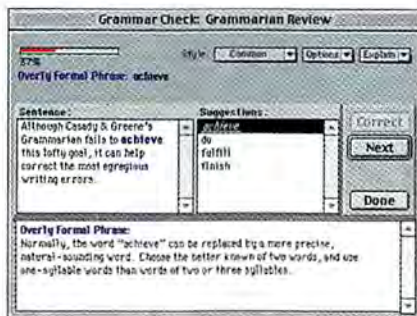 Grammar Check: Grammarian Review
Style: Common Options Explain
37%
Overly Formal Phrase: achieve
Sentence:
Although Casady & Greene's
Grammarian fails to achieve
this lofty goal, it can help
correct the most egregious
writing errors.
Suggestions:
achieve
do
fulfill
finish
Correct
Next
Done
Overly Formal Phrase:
Normally, the word "achieve" can be replaced by a more precise,
natural-sounding word. Choose the better known of two words, and use
one-syllable words than words of two or three syllables.